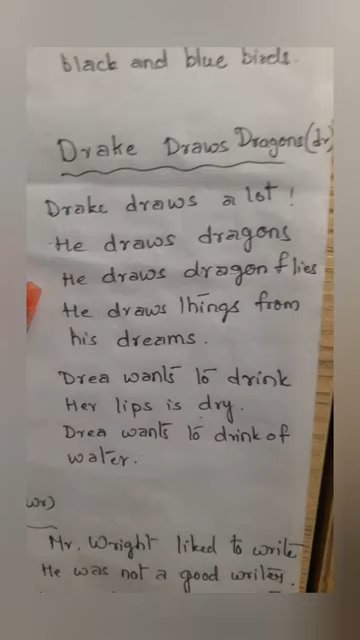 black and blue birds.
Drake Draws Dragons (dr)
Drake draws a lot!
He draws dragons
He draws dragon flies
He draws things from
his dreams.
Drea wants to drink
Her lips is dry.
Drea wants to drink of
water.
wr)
Mr. Wright liked to write
He was not a good writer.